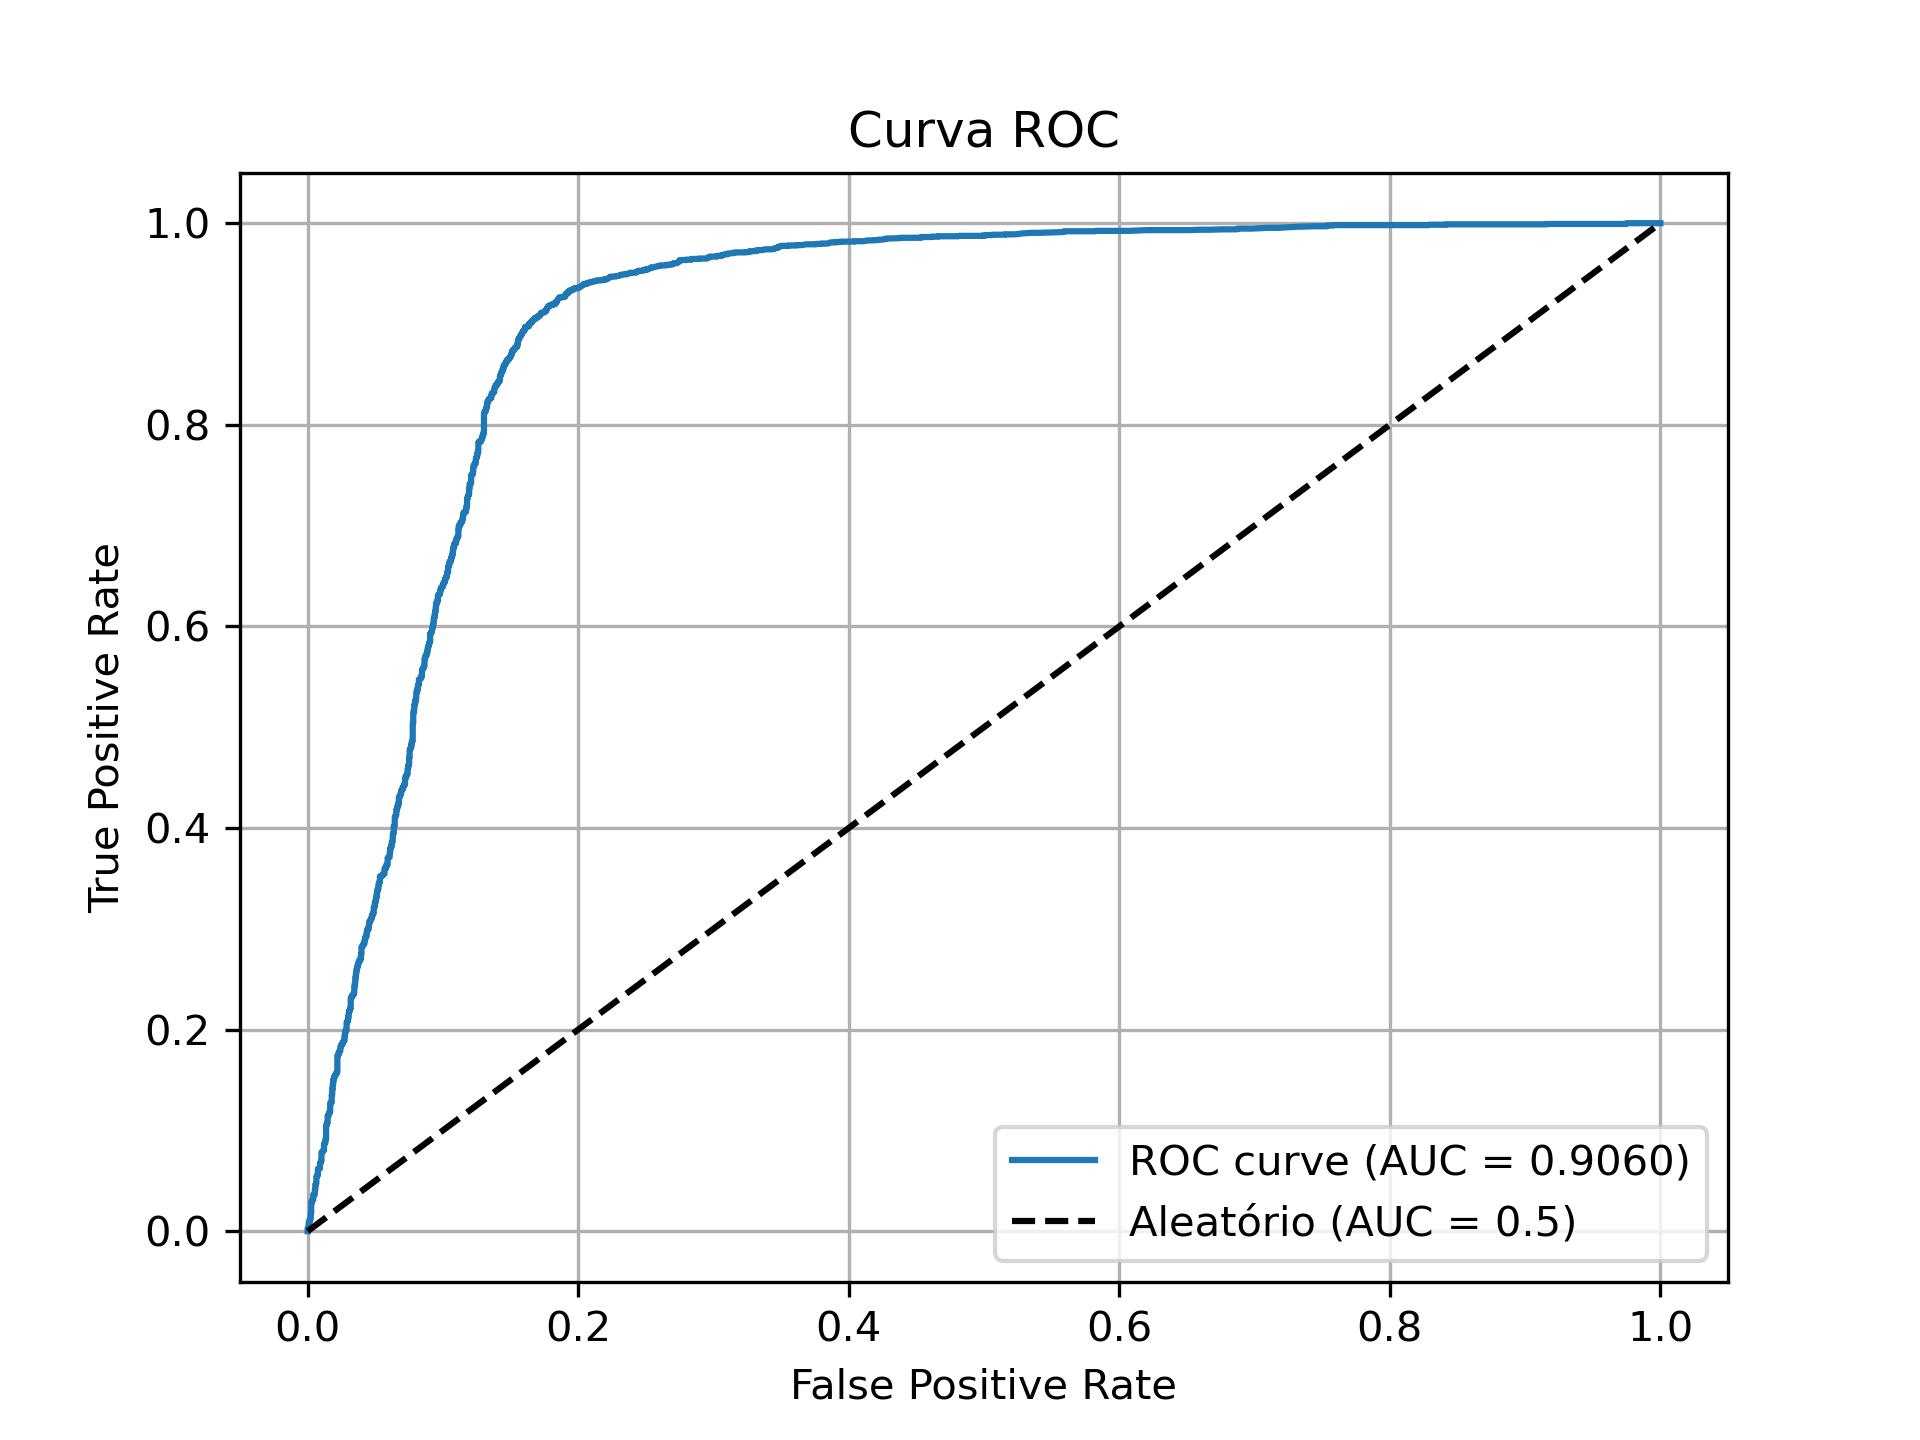 Curva ROC
True Positive Rate
1.0
0.8
0.6
0.4
0.2
0.0
ROC curve (AUC = 0.9060)
Aleatório (AUC = 0.5)
0.0 0.2 0.4 0.6 0.8 1.0
False Positive Rate